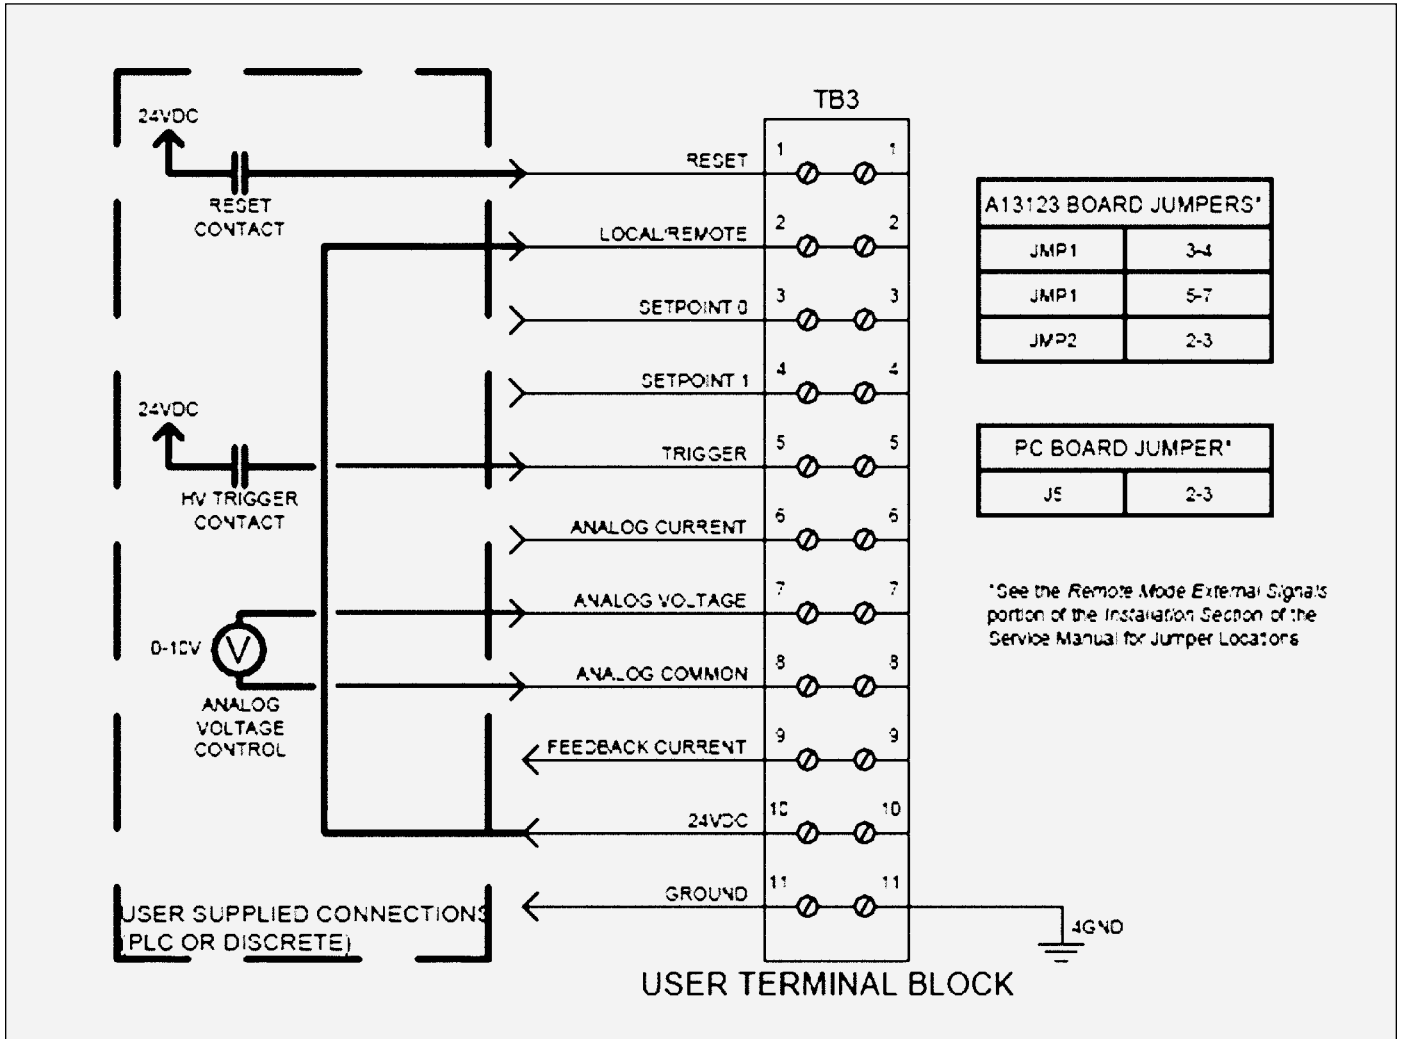 TB3
24VDC
RESET 1 1
RESET
CONTACT
LOCAL/REMOTE 2 2
SETPOINT 0 3 3
SETPOINT 1 4 4
24VDC
TRIGGER 5 5
HV TRIGGER
CONTACT
ANALOG CURRENT 6 6
ANALOG VOLTAGE 7 7
0-10V
V
ANALOG COMMON 8 8
ANALOG
VOLTAGE
CONTROL
FEEDBACK CURRENT 9 9
24VDC 10 10
GROUND 11 11
4GND
USER SUPPLIED CONNECTIONS
(PLC OR DISCRETE)
USER TERMINAL BLOCK
A13123 BOARD JUMPERS*
JMP1 3-4
JMP1 5-7
JMP2 2-3
PC BOARD JUMPER*
J5 2-3
*See the Remote Mode External Signals
portion of the Installation Section of the
Service Manual for Jumper Locations